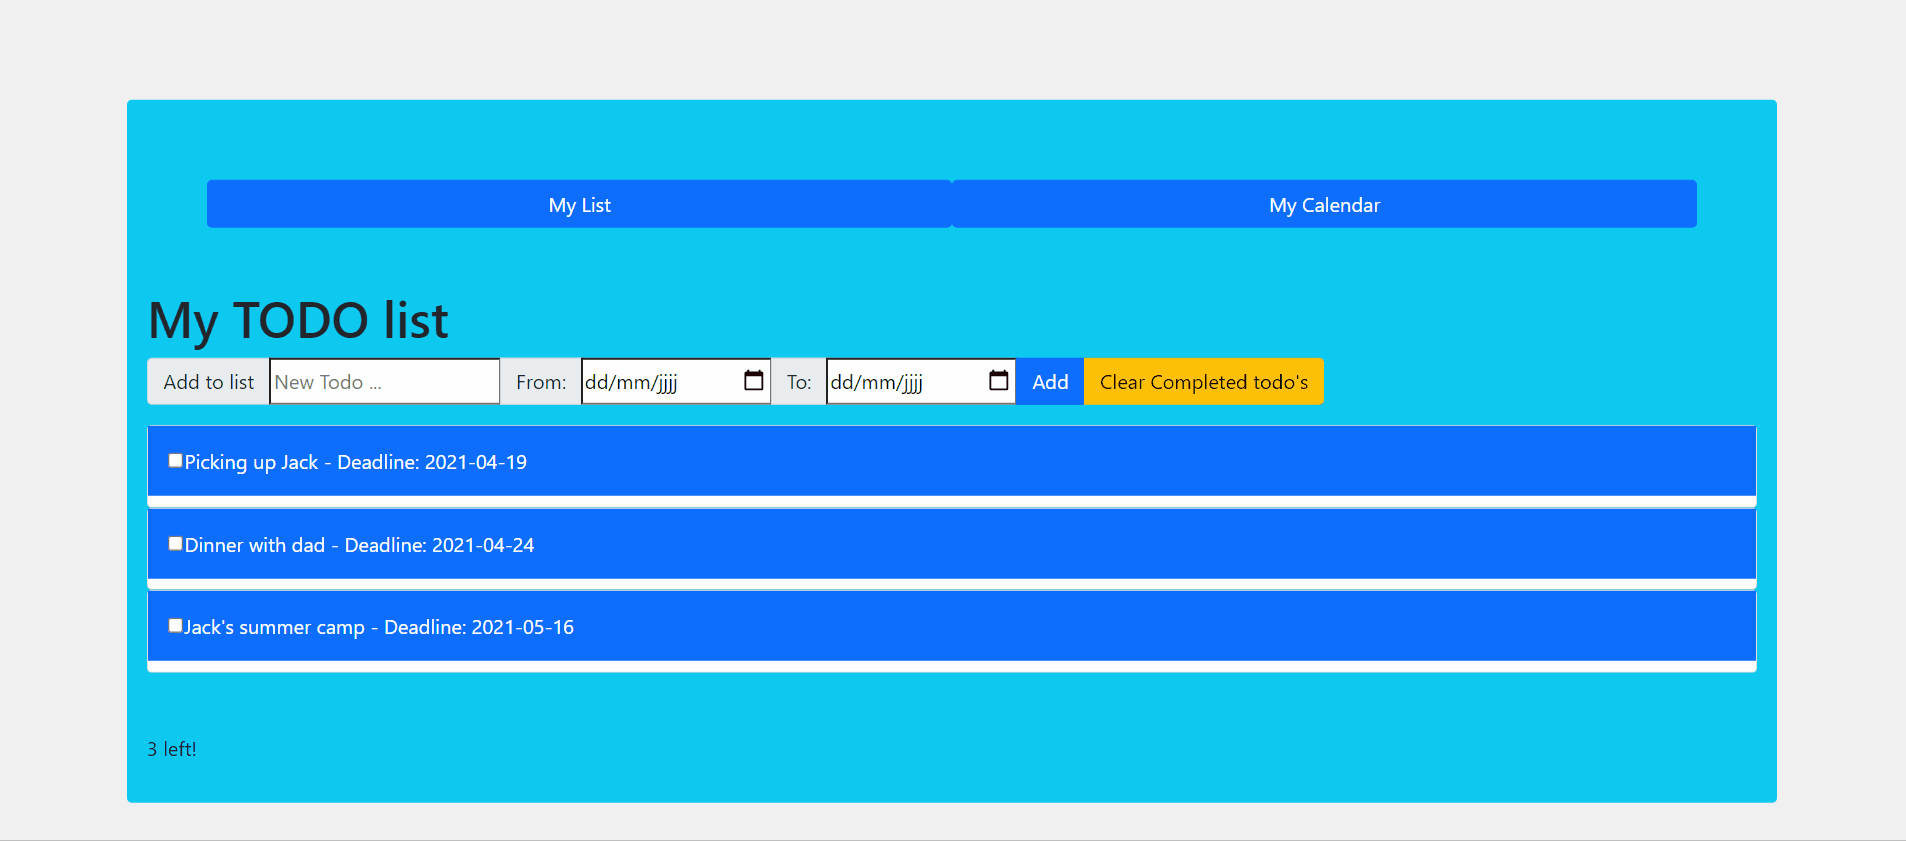 My List My Calendar
My TODO list
Add to list New Todo ... From: dd/mm/jjjj To: dd/mm/jjjj Add Clear Completed todo's
Picking up Jack - Deadline: 2021-04-19
Dinner with dad - Deadline: 2021-04-24
Jack's summer camp - Deadline: 2021-05-16
3 left!